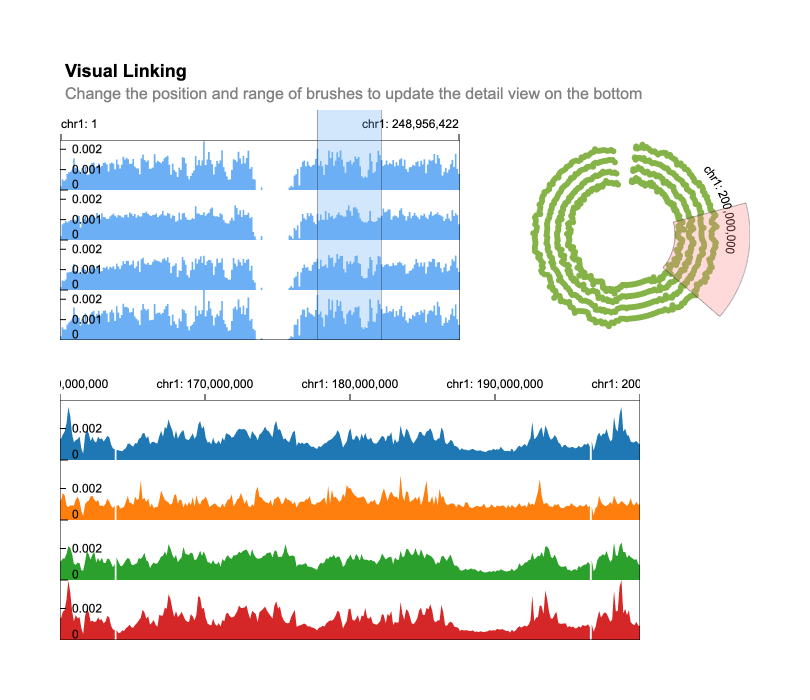 Visual Linking
Change the position and range of brushes to update the detail view on the bottom
chr1: 1
chr1: 248,956,422
0.002
0.001
0
0.002
0.001
0
0.002
0.001
0
0.002
0.001
0
chr1: 200,000,000
0,000,000
chr1: 170,000,000
chr1: 180,000,000
chr1: 190,000,000
chr1: 200
0.002
0
0.002
0
0.002
0
0.002
0